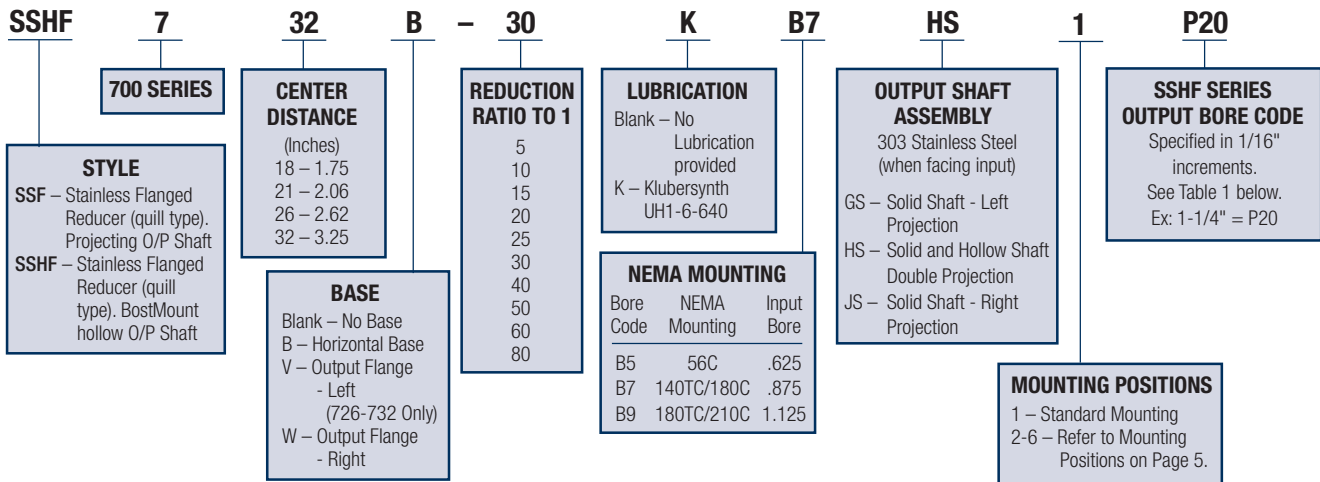 SSHF 7 32 B – 30 K B7 HS 1 P20
700 SERIES
STYLE
SSF – Stainless Flanged
Reducer (quill type).
Projecting O/P Shaft
SSHF – Stainless Flanged
Reducer (quill
type). BostMount
hollow O/P Shaft
CENTER
DISTANCE
(Inches)
18 – 1.75
21 – 2.06
26 – 2.62
32 – 3.25
BASE
Blank – No Base
B – Horizontal Base
V – Output Flange
- Left
(726-732 Only)
W – Output Flange
- Right
REDUCTION
RATIO TO 1
5
10
15
20
25
30
40
50
60
80
LUBRICATION
Blank – No
Lubrication
provided
K – Klubersynth
UH1-6-640
NEMA MOUNTING
Bore NEMA Input
Code Mounting Bore
B5 56C .625
B7 140TC/180C .875
B9 180TC/210C 1.125
OUTPUT SHAFT
ASSEMBLY
303 Stainless Steel
(when facing input)
GS – Solid Shaft - Left
Projection
HS – Solid and Hollow Shaft
Double Projection
JS – Solid Shaft - Right
Projection
MOUNTING POSITIONS
1 – Standard Mounting
2-6 – Refer to Mounting
Positions on Page 5.
SSHF SERIES
OUTPUT BORE CODE
Specified in 1/16"
increments.
See Table 1 below.
Ex: 1-1/4" = P20